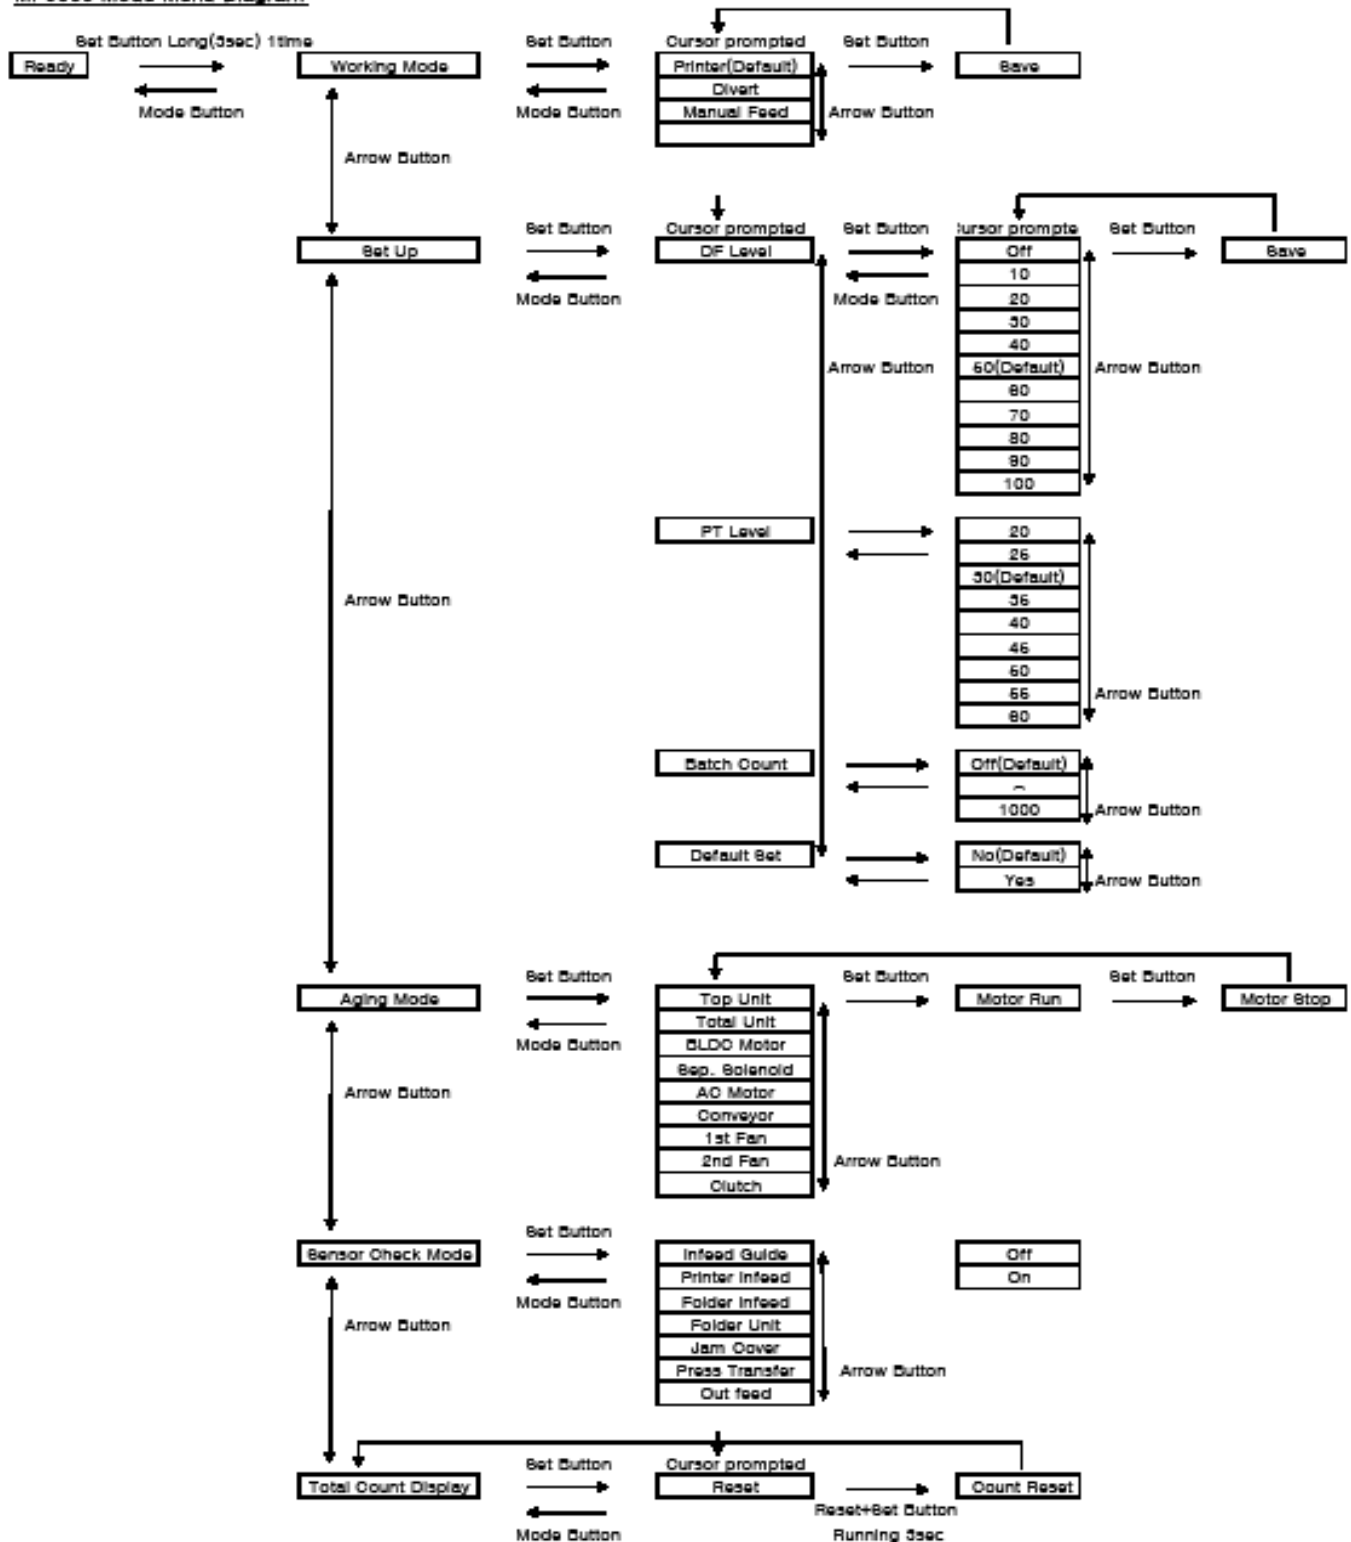 Mode Menu Diagram
Set Button Long(3sec) 1time
Set Button
Cursor prompted
Set Button
Ready
Working Mode
Printer(Default)
Save
Divert
Mode Button
Mode Button
Manual Feed
Arrow Button
Arrow Button
Set Button
Cursor prompted
Set Button
ursor prompte
Set Button
Set Up
DF Level
Off
Save
10
Mode Button
Mode Button
20
30
40
Arrow Button
50(Default)
Arrow Button
60
70
80
90
100
PT Level
20
25
30(Default)
Arrow Button
35
40
45
50
55
Arrow Button
60
Batch Count
Off(Default)
~
1000
Arrow Button
Default Set
No(Default)
Yes
Arrow Button
Set Button
Set Button
Set Button
Aging Mode
Top Unit
Motor Run
Motor Stop
Total Unit
Mode Button
BLDC Motor
Sep. Solenoid
Arrow Button
AC Motor
Conveyor
1st Fan
2nd Fan
Arrow Button
Clutch
Set Button
Sensor Check Mode
Infeed Guide
Off
Printer Infeed
On
Mode Button
Folder Infeed
Arrow Button
Folder Unit
Jam Cover
Press Transfer
Arrow Button
Out feed
Set Button
Cursor prompted
Total Count Display
Reset
Count Reset
Reset+Set Button
Mode Button
Running 3sec